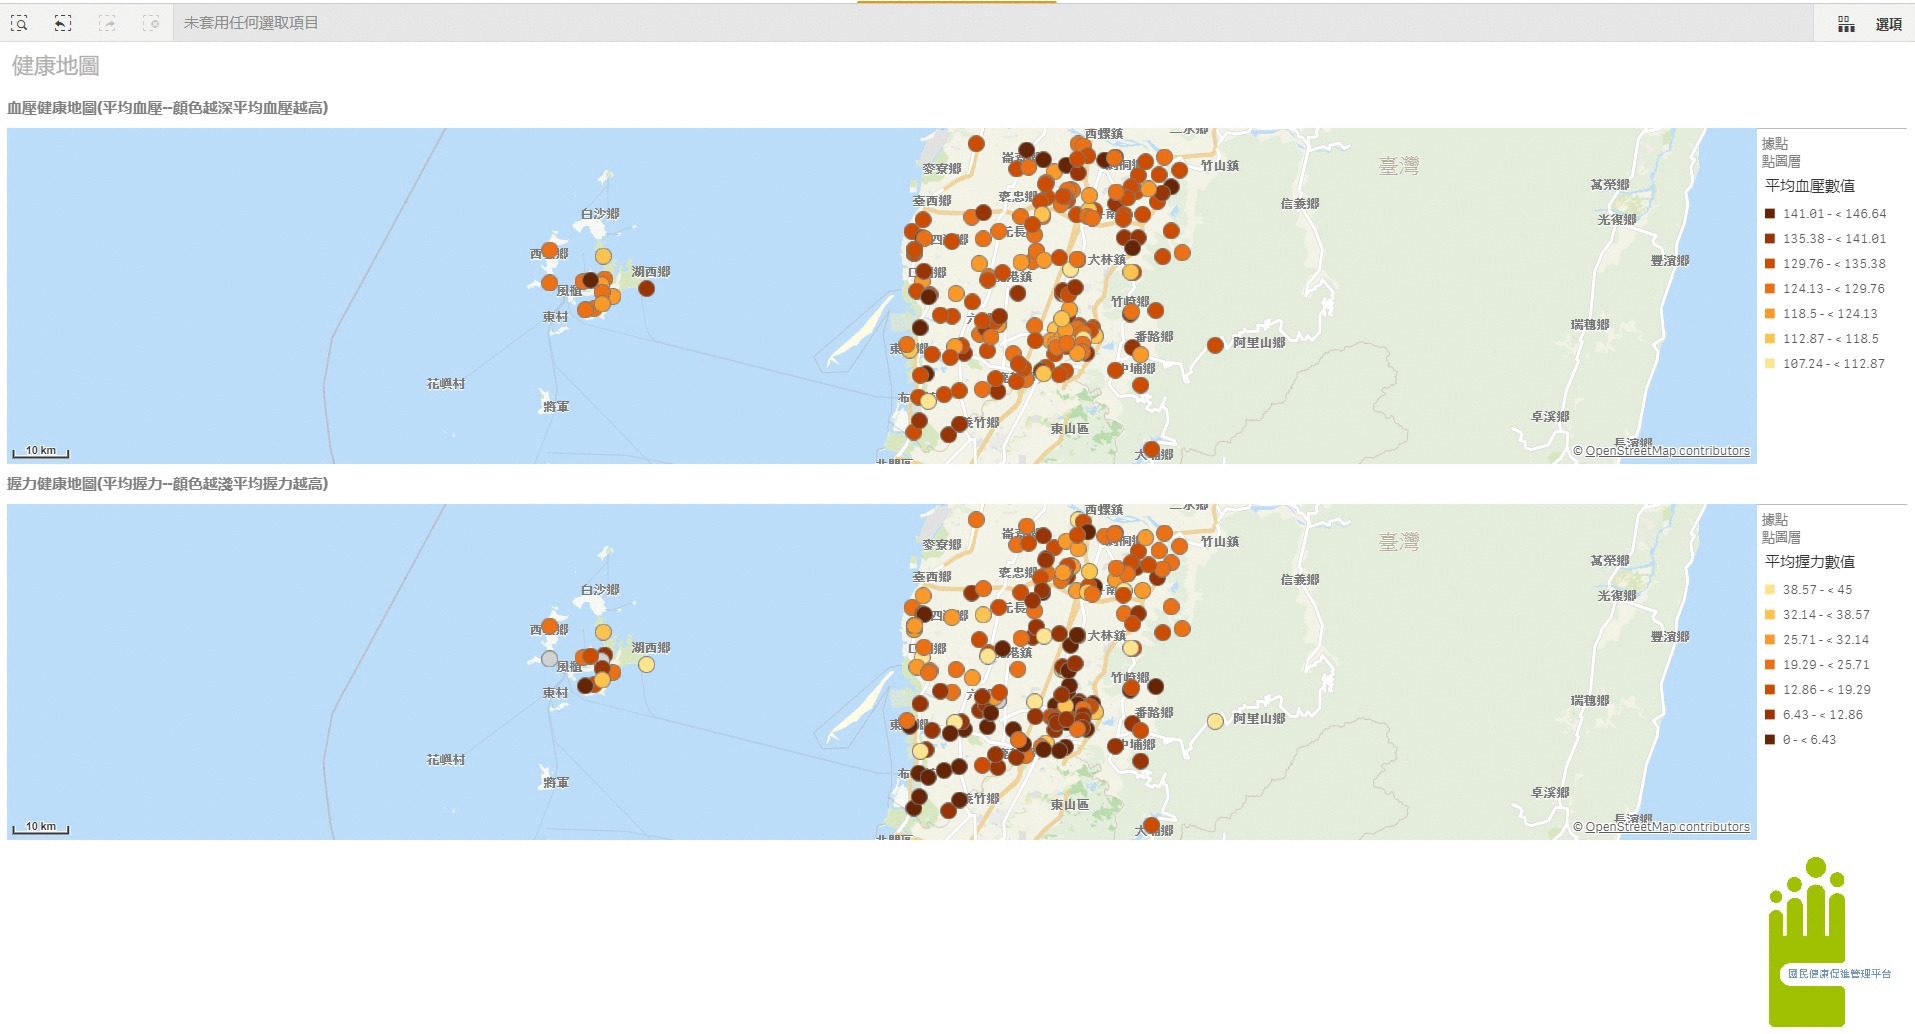 未套用任何選取項目
選項
健康地圖
血壓健康地圖(平均血壓--顏色越深平均血壓越高)
西螺鎮
麥寮鄉
竹山鎮
臺灣
萬榮鄉
臺西鄉
褒忠鄉
信義鄉
白沙鄉
光復鄉
大林鎮
豐濱鄉
湖西鄉
風櫃
竹崎鄉
東村
瑞穗鄉
番路鄉
阿里山鄉
花嶼村
中埔鄉
將軍
卓溪鄉
義竹鄉
東山區
長濱鄉
10 km
© OpenStreetMap contributors
據點
點圖層
平均血壓數值
141.01 - < 146.64
135.38 - < 141.01
129.76 - < 135.38
124.13 - < 129.76
118.5 - < 124.13
112.87 - < 118.5
107.24 - < 112.87
握力健康地圖(平均握力--顏色越淺平均握力越高)
西螺鎮
麥寮鄉
竹山鎮
臺灣
萬榮鄉
臺西鄉
褒忠鄉
信義鄉
白沙鄉
光復鄉
大林鎮
豐濱鄉
湖西鄉
風櫃
竹崎鄉
東村
瑞穗鄉
番路鄉
阿里山鄉
花嶼村
中埔鄉
將軍
卓溪鄉
義竹鄉
東山區
長濱鄉
10 km
© OpenStreetMap contributors
據點
點圖層
平均握力數值
38.57 - < 45
32.14 - < 38.57
25.71 - < 32.14
19.29 - < 25.71
12.86 - < 19.29
6.43 - < 12.86
0 - < 6.43
國民健康促進管理平台